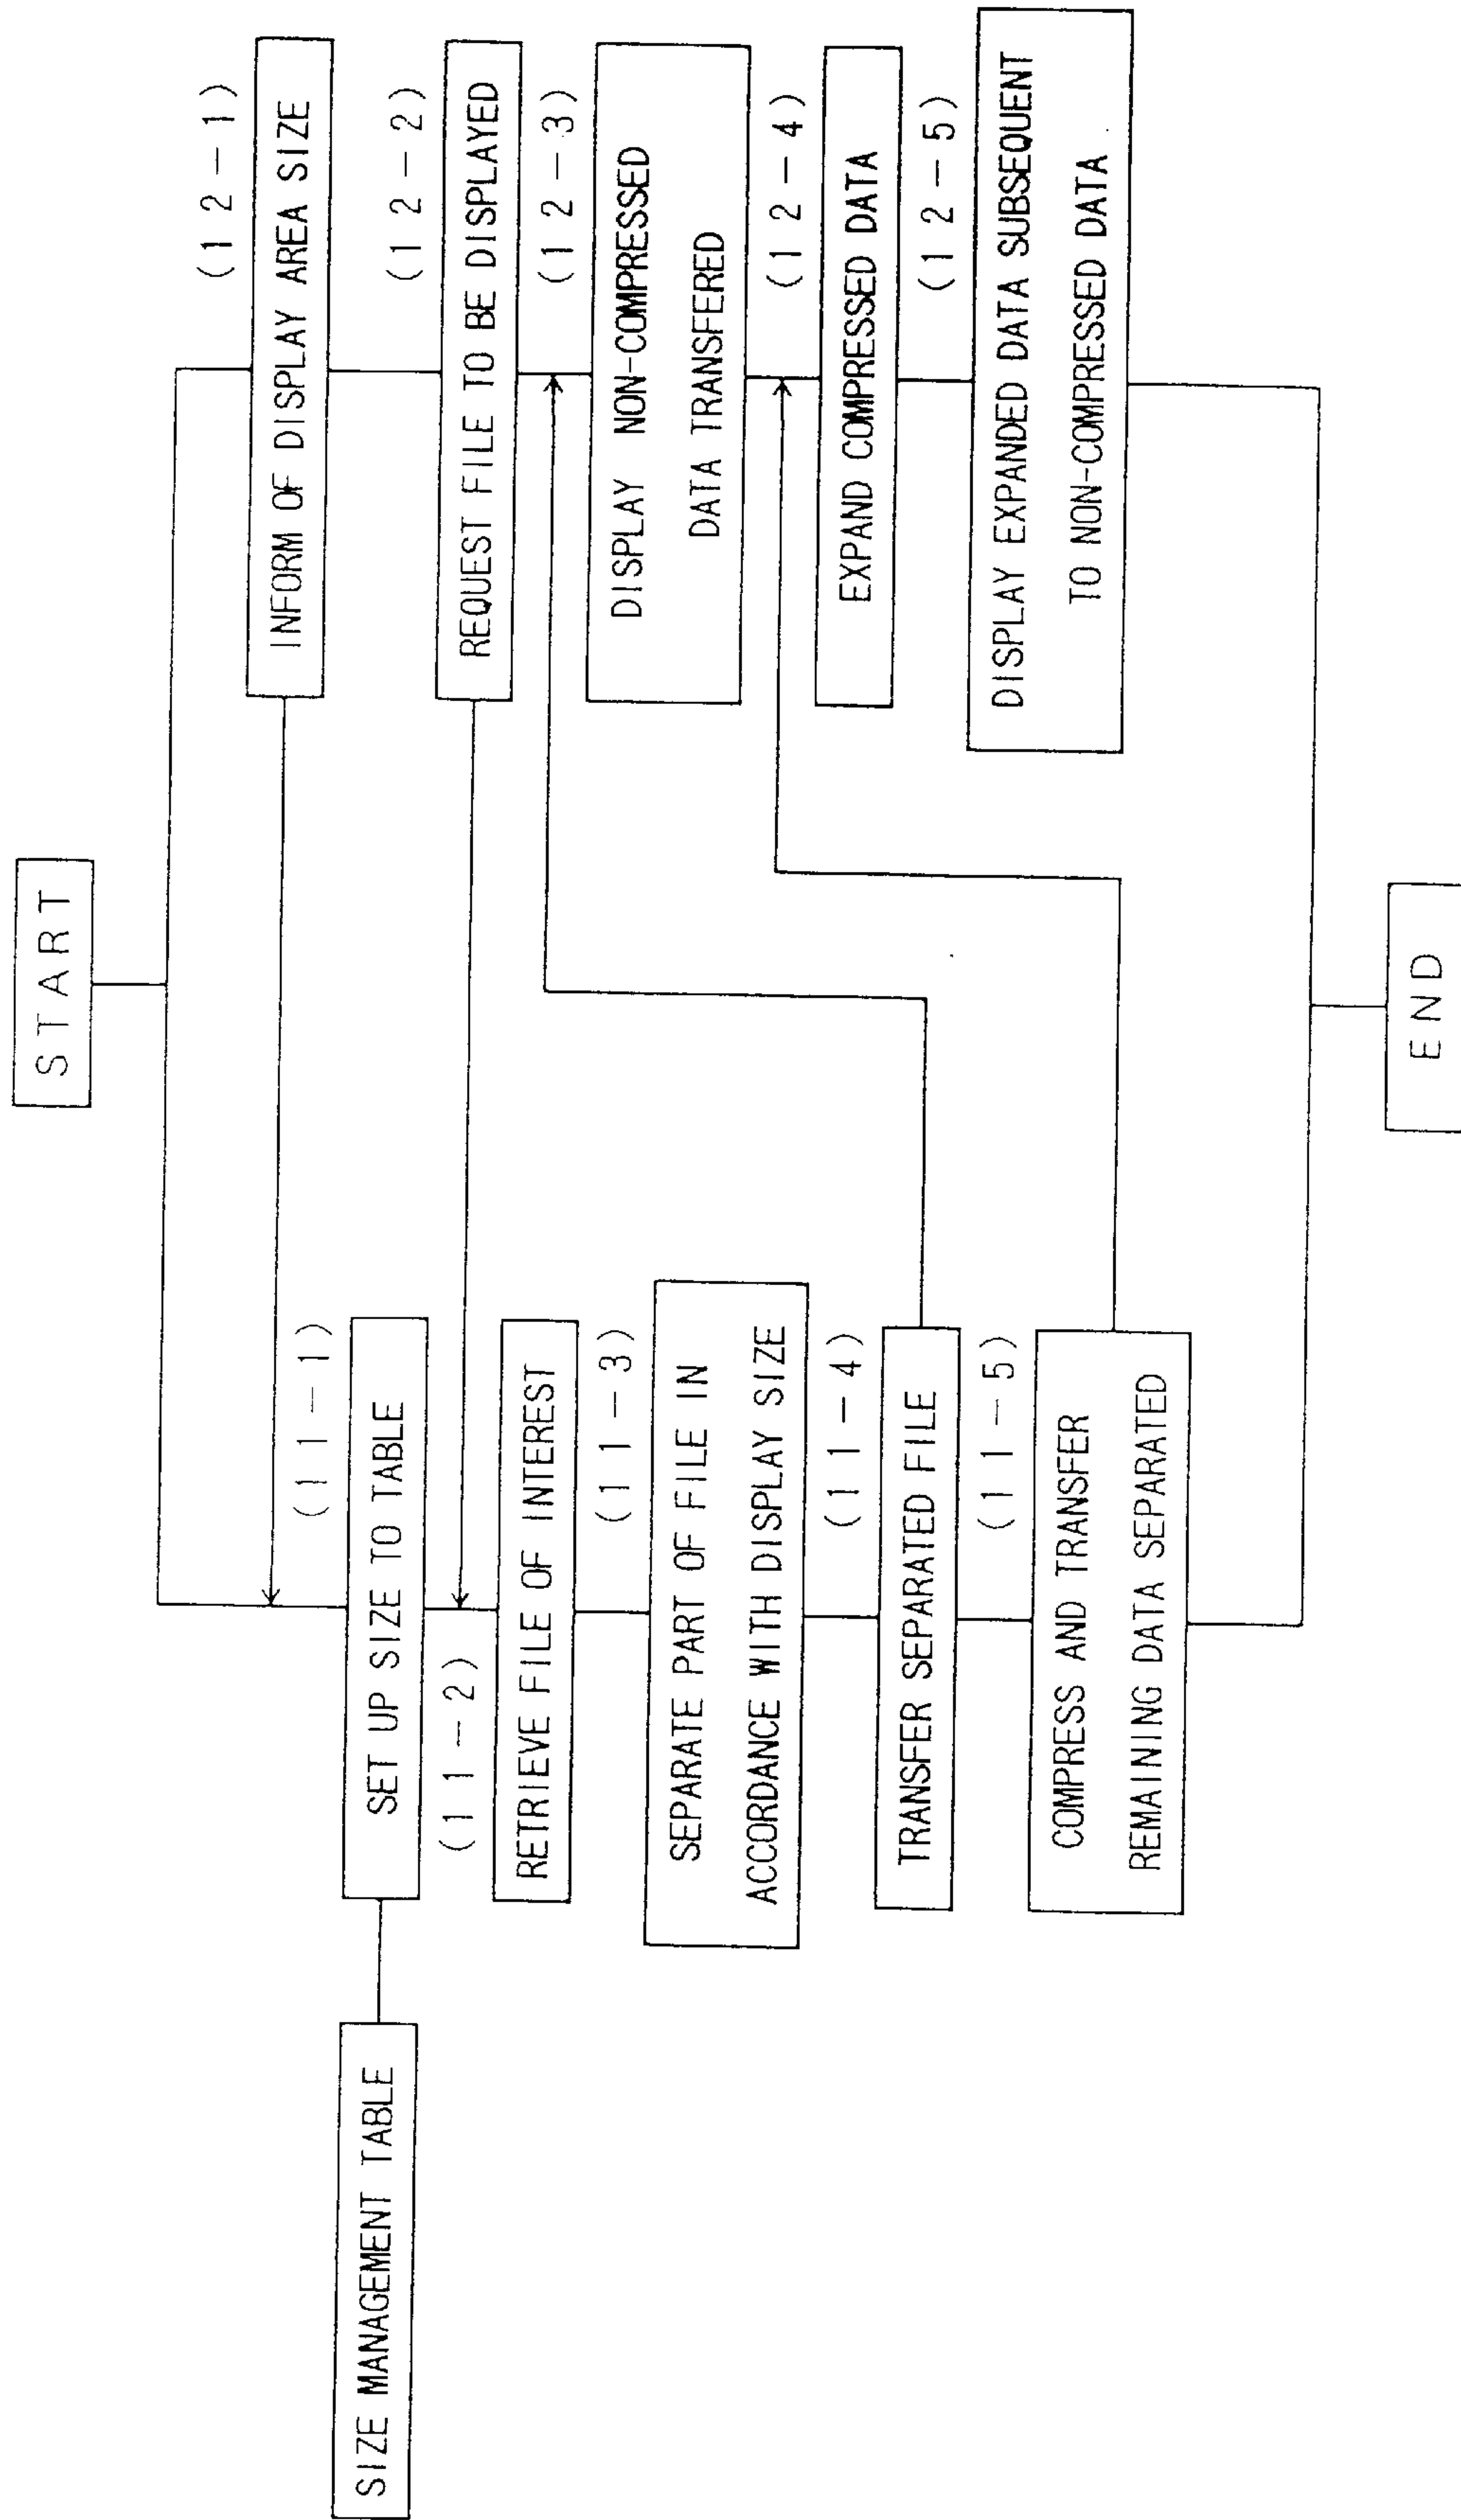 START
(12-1)
INFORM OF DISPLAY AREA SIZE
(11-1)
SIZE MANAGEMENT TABLE
SET UP SIZE TO TABLE
(12-2)
REQUEST FILE TO BE DISPLAYED
(11-2)
RETRIEVE FILE OF INTEREST
(12-3)
DISPLAY NON-COMPRESSED
DATA TRANSFERED
(11-3)
SEPARATE PART OF FILE IN
ACCORDANCE WITH DISPLAY SIZE
(12-4)
EXPAND COMPRESSED DATA
(11-4)
TRANSFER SEPARATED FILE
(12-5)
DISPLAY EXPANDED DATA SUBSEQUENT
TO NON-COMPRESSED DATA
(11-5)
COMPRESS AND TRANSFER
REMAINING DATA SEPARATED
END